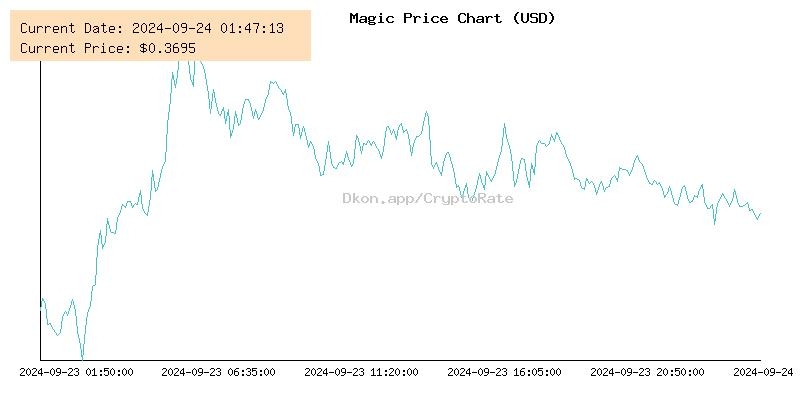 Magic Price Chart (USD)
Current Date: 2024-09-24 01:47:13
Current Price: $0.3695
Dkon.app/CryptoRate
2024-09-23 01:50:00 2024-09-23 06:35:00 2024-09-23 11:20:00 2024-09-23 16:05:00 2024-09-23 20:50:00 2024-09-24